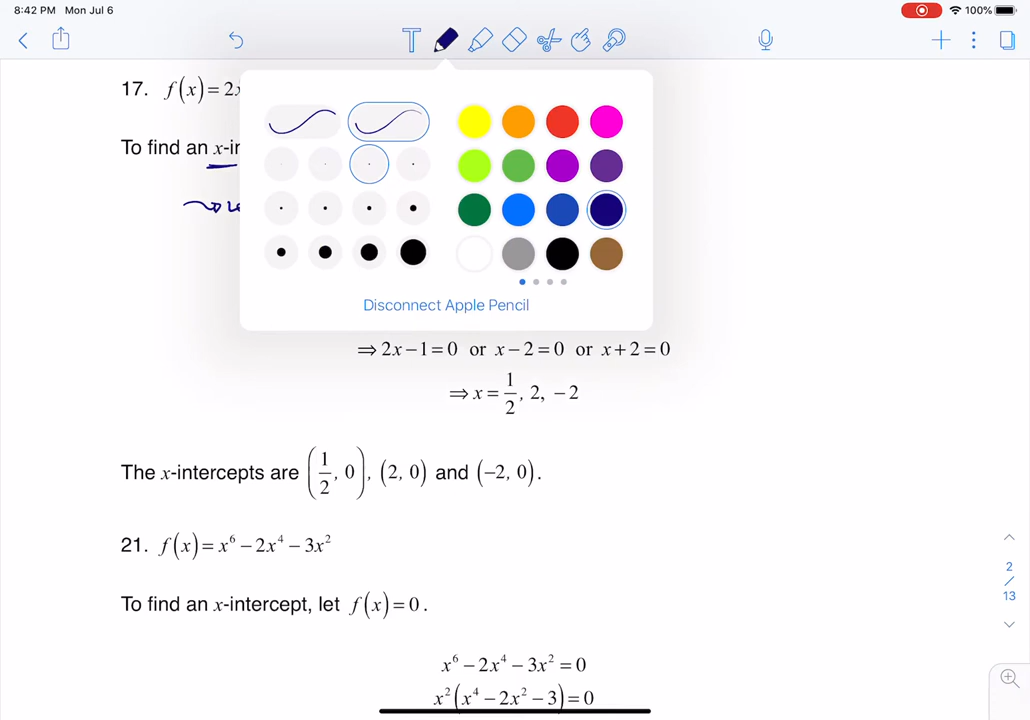 8:42 PM Mon Jul 6 100%
T
17. f(x) = 2x
To find an x-in
Disconnect Apple Pencil
⇒ 2x − 1 = 0 or x − 2 = 0 or x + 2 = 0
⇒ x = 1/2, 2, −2
The x-intercepts are (1/2, 0), (2, 0) and (−2, 0).
21. f(x) = x⁶ − 2x⁴ − 3x²
To find an x-intercept, let f(x) = 0.
2
/
13
x⁶ − 2x⁴ − 3x² = 0
x²(x⁴ − 2x² − 3) = 0